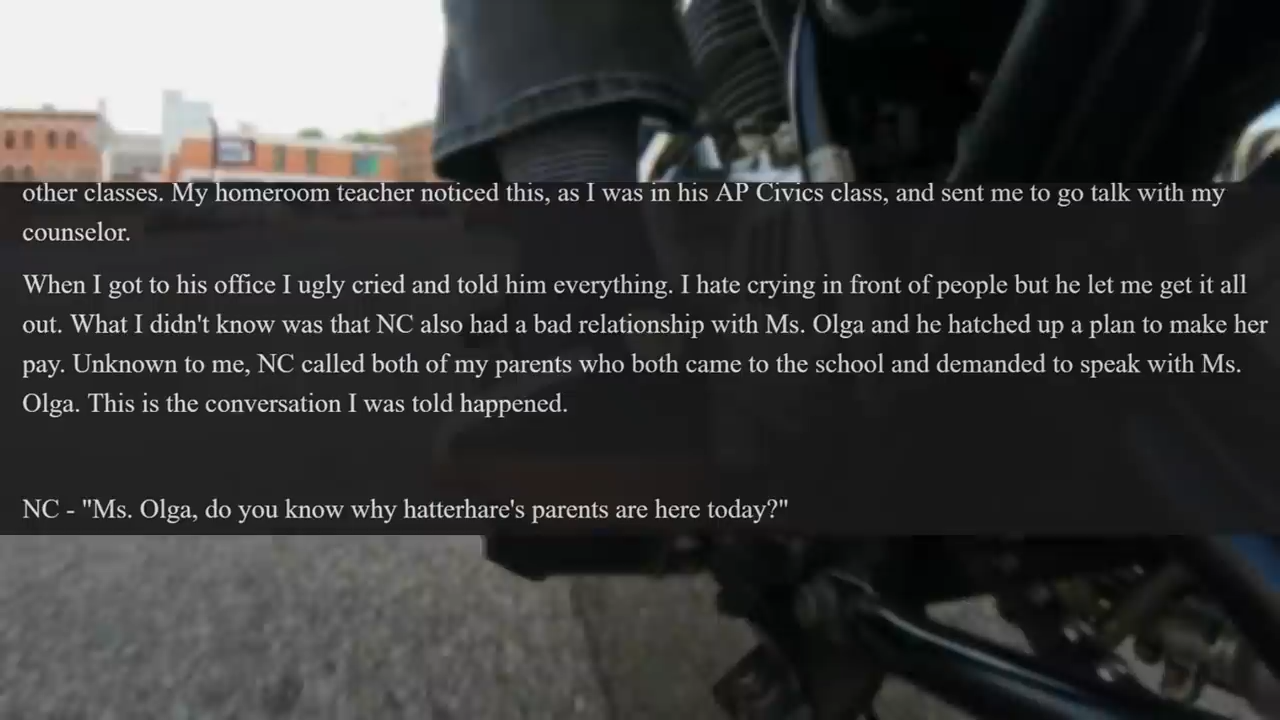 other classes. My homeroom teacher noticed this, as I was in his AP Civics class, and sent me to go talk with my
counselor.
When I got to his office I ugly cried and told him everything. I hate crying in front of people but he let me get it all
out. What I didn't know was that NC also had a bad relationship with Ms. Olga and he hatched up a plan to make her
pay. Unknown to me, NC called both of my parents who both came to the school and demanded to speak with Ms.
Olga. This is the conversation I was told happened.
NC - "Ms. Olga, do you know why hatterhare's parents are here today?"